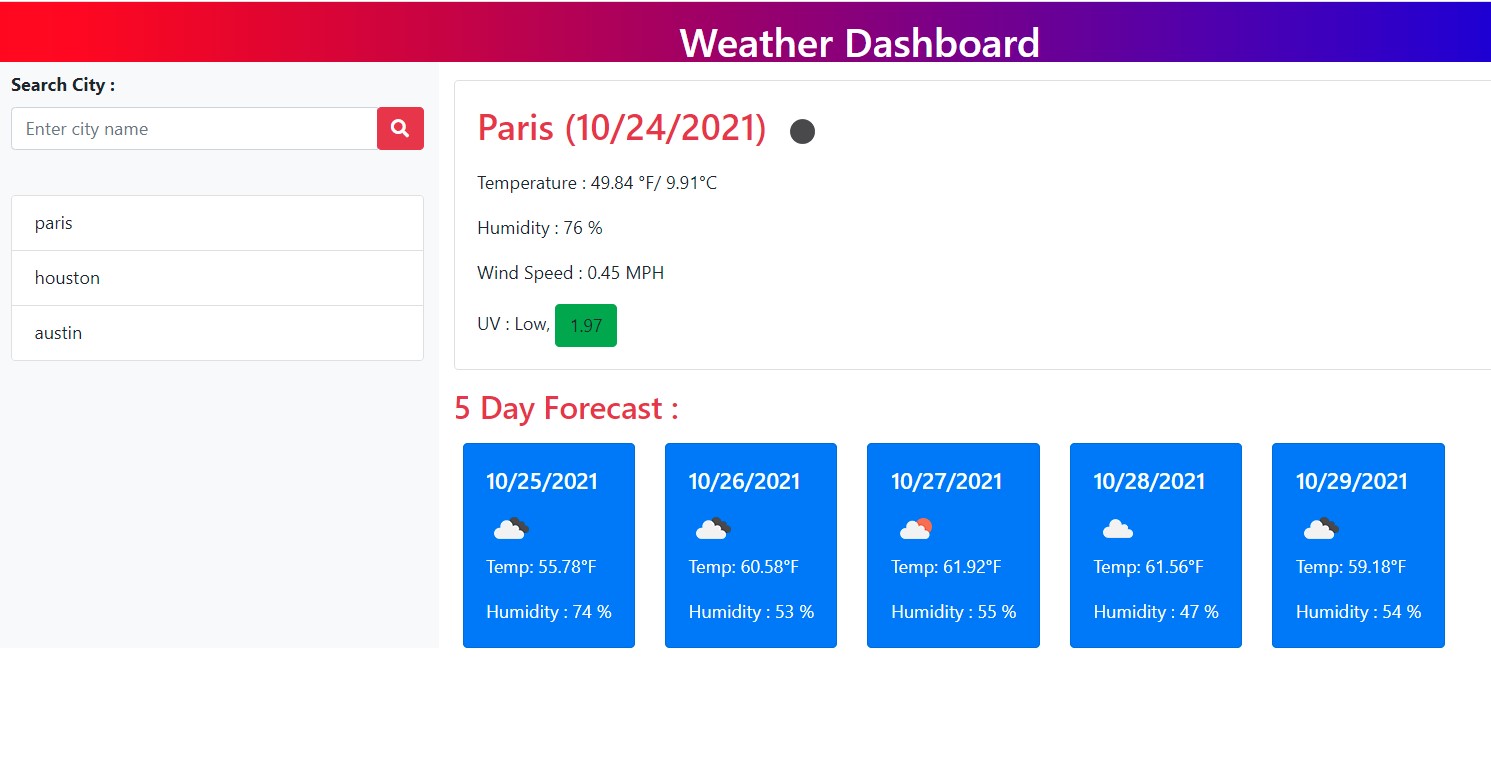 Weather Dashboard
Search City :
Enter city name
paris
houston
austin
Paris (10/24/2021)
Temperature : 49.84 °F/ 9.91°C
Humidity : 76 %
Wind Speed : 0.45 MPH
UV : Low, 1.97
5 Day Forecast :
10/25/2021
Temp: 55.78°F
Humidity : 74 %
10/26/2021
Temp: 60.58°F
Humidity : 53 %
10/27/2021
Temp: 61.92°F
Humidity : 55 %
10/28/2021
Temp: 61.56°F
Humidity : 47 %
10/29/2021
Temp: 59.18°F
Humidity : 54 %